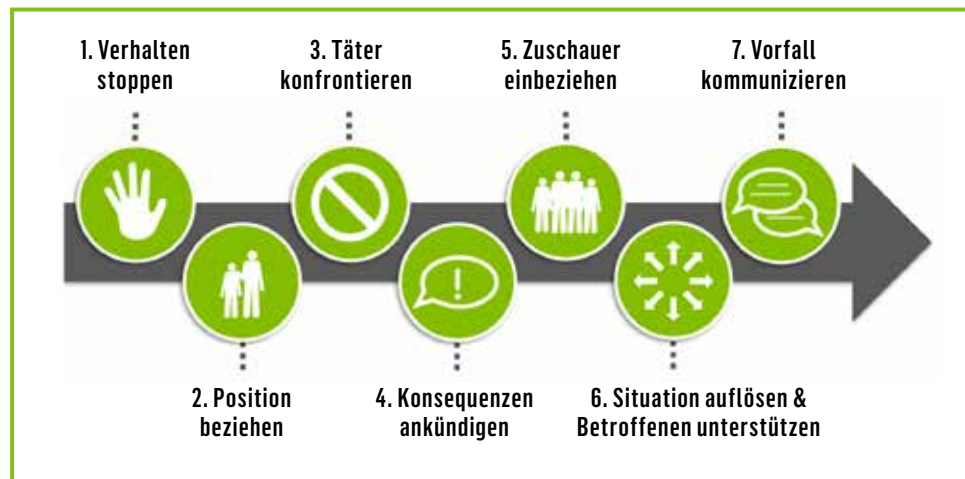 1. Verhalten
stoppen
2. Position
beziehen
3. Täter
konfrontieren
4. Konsequenzen
ankündigen
5. Zuschauer
einbeziehen
6. Situation auflösen &
Betroffenen unterstützen
7. Vorfall
kommunizieren